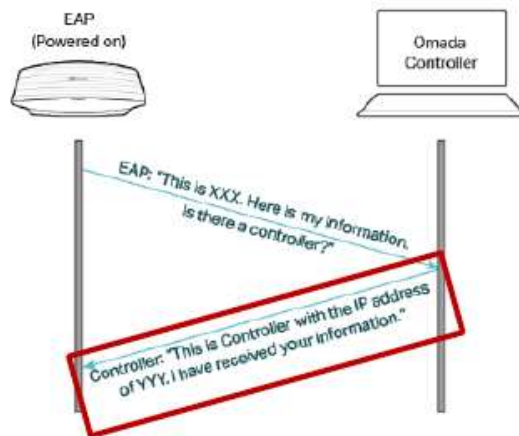 EAP
(Powered on)
Omada
Controller
EAP: "This is XXX. Here is my information.
Is there a controller?"
Controller: "This is Controller with the IP address
of YYY. I have received your information."